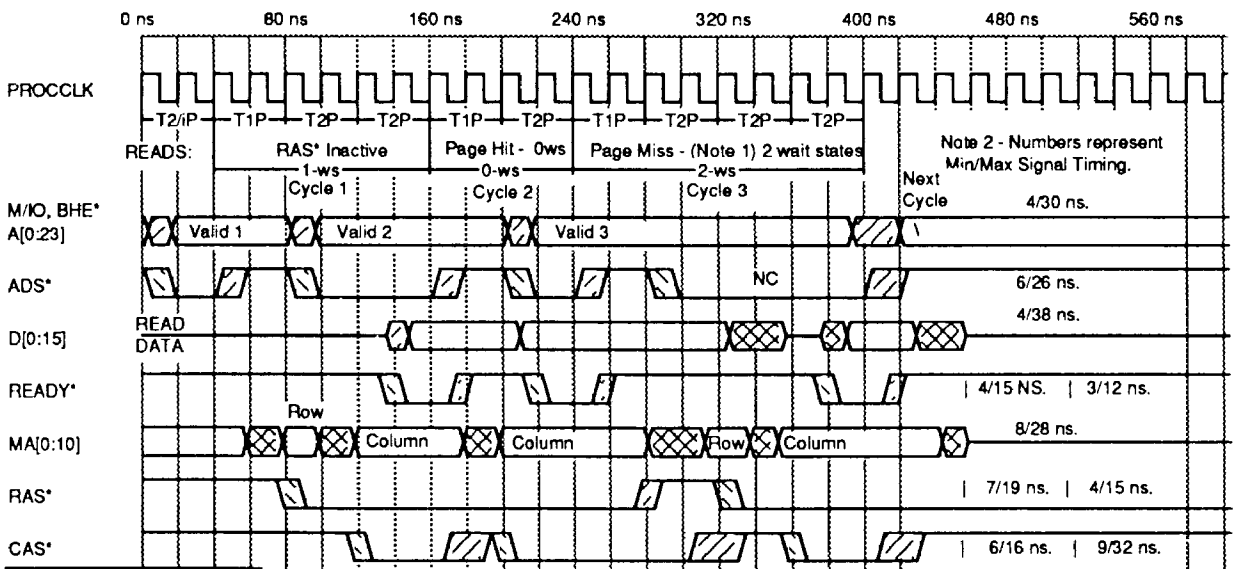 0 ns 80 ns 160 ns 240 ns 320 ns 400 ns 480 ns 560 ns
PROCCLK
T2/iP T1P T2P T2P T1P T2P T1P T2P T2P T2P
READS: RAS* Inactive Page Hit - 0ws Page Miss - (Note 1) 2 wait states Note 2 - Numbers represent
1-ws 0-ws 2-ws Min/Max Signal Timing.
Cycle 1 Cycle 2 Cycle 3 Next
Cycle
M/IO, BHE* 4/30 ns.
A[0:23] Valid 1 Valid 2 Valid 3
ADS* NC 6/26 ns.
READ 4/38 ns.
D[0:15] DATA
READY* 4/15 NS. | 3/12 ns.
Row
MA[0:10] Column Column Row Column 8/28 ns.
RAS* | 7/19 ns. | 4/15 ns.
CAS* 6/16 ns. | 9/32 ns.